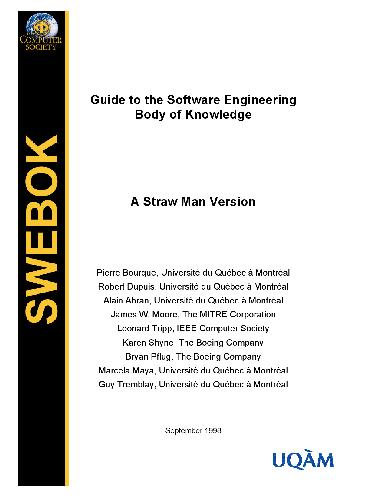 COMPUTER
SOCIETY
SWEBOK
Guide to the Software Engineering
Body of Knowledge
A Straw Man Version
Pierre Bourque, Université du Québec à Montréal
Robert Dupuis, Université du Québec à Montréal
Alain Abran, Université du Québec à Montréal
James W. Moore, The MITRE Corporation
Leonard Tripp, IEEE Computer Society
Karen Shyne, The Boeing Company
Bryan Pflug, The Boeing Company
Marcela Maya, Université du Québec à Montréal
Guy Tremblay, Université du Québec à Montréal
September 1998
UQÀM